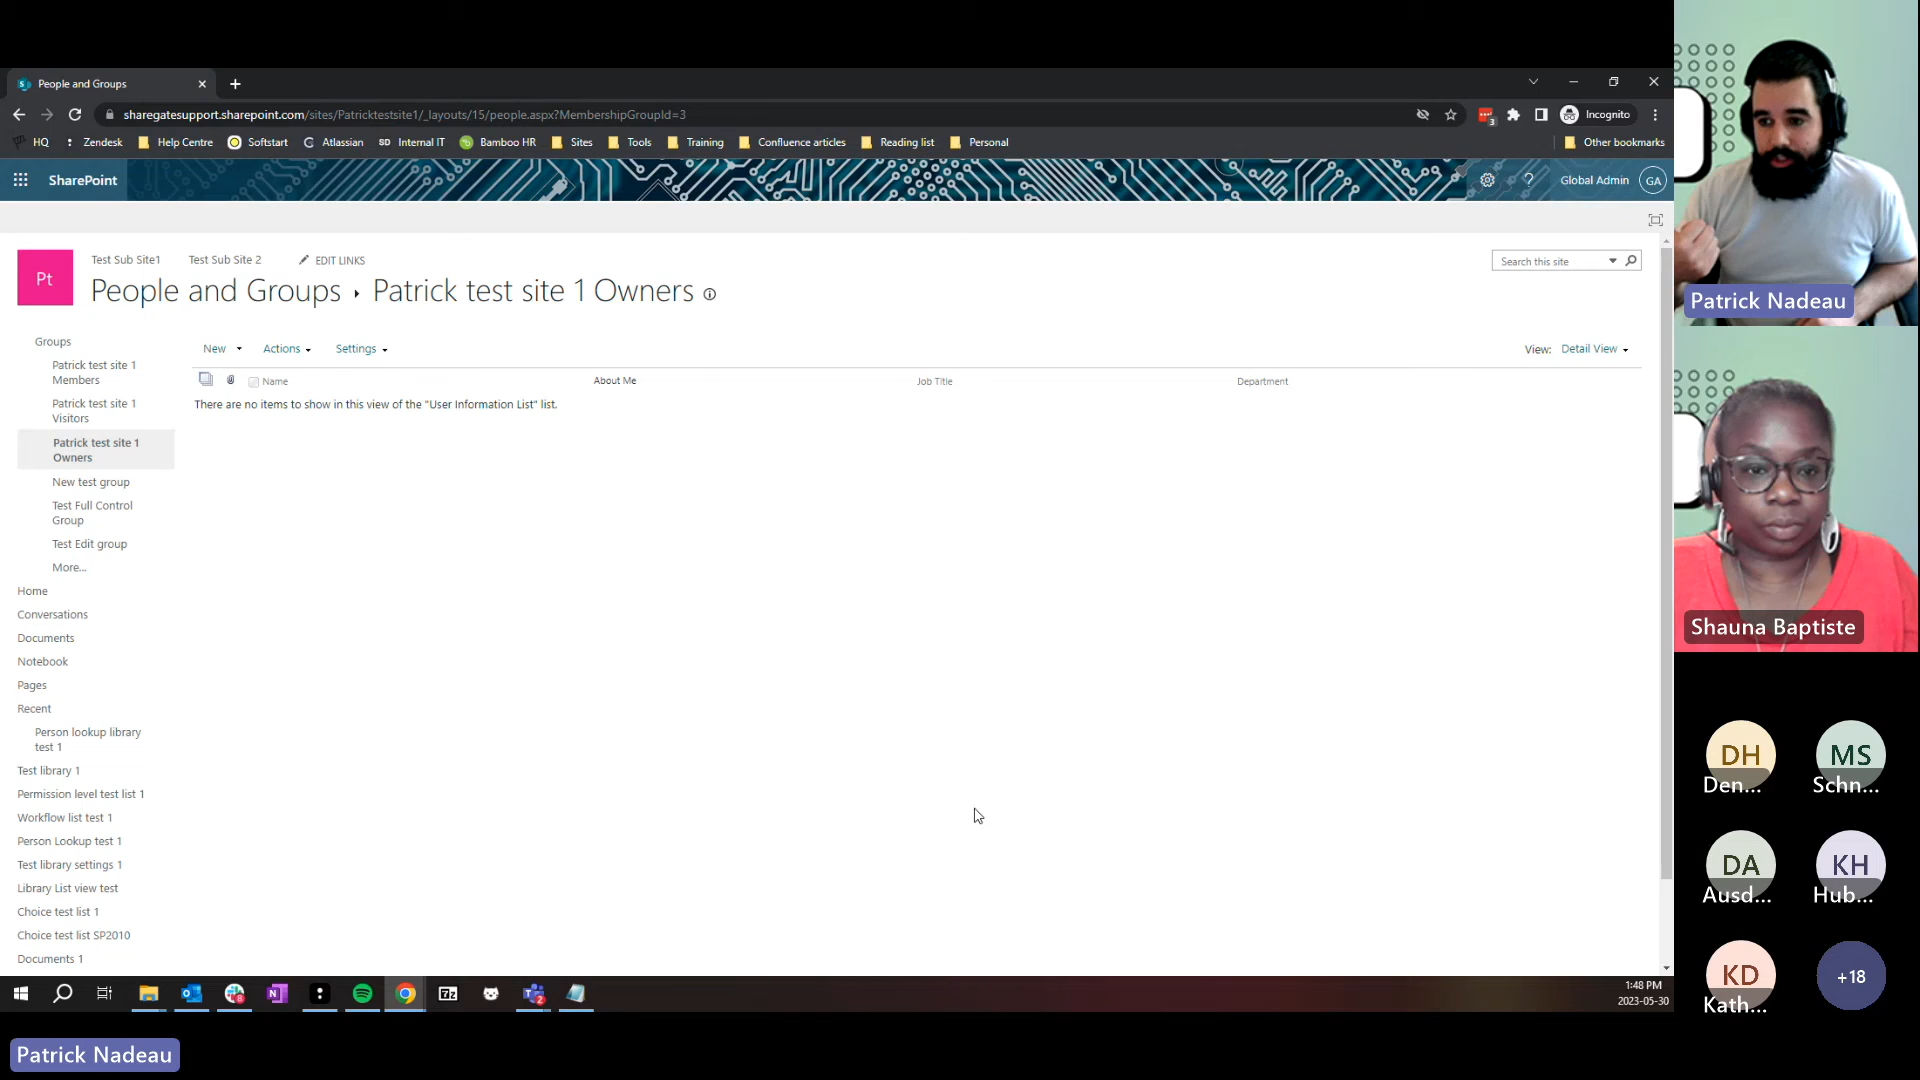 People and Groups
sharegatesupport.sharepoint.com/sites/Patricktestsite1/_layouts/15/people.aspx?MembershipGroupId=3
Incognito
HQ
Zendesk
Help Centre
Softstart
Atlassian
SD Internal IT
Bamboo HR
Sites
Tools
Training
Confluence articles
Reading list
Personal
Other bookmarks
SharePoint
Global Admin GA
Pt
Test Sub Site1
Test Sub Site 2
EDIT LINKS
Search this site
People and Groups ▸ Patrick test site 1 Owners
Groups
Patrick test site 1
Members
Patrick test site 1
Visitors
Patrick test site 1
Owners
New test group
Test Full Control
Group
Test Edit group
More...
Home
Conversations
Documents
Notebook
Pages
Recent
Person lookup library
test 1
Test library 1
Permission level test list 1
Workflow list test 1
Person Lookup test 1
Test library settings 1
Library List view test
Choice test list 1
Choice test list SP2010
Documents 1
New
Actions
Settings
View: Detail View
Name
About Me
Job Title
Department
There are no items to show in this view of the "User Information List" list.
1:48 PM
2023-05-30
Patrick Nadeau
Shauna Baptiste
DH
Den...
MS
Schn...
DA
Ausd...
KH
Hub...
KD
Kath...
+18
Patrick Nadeau